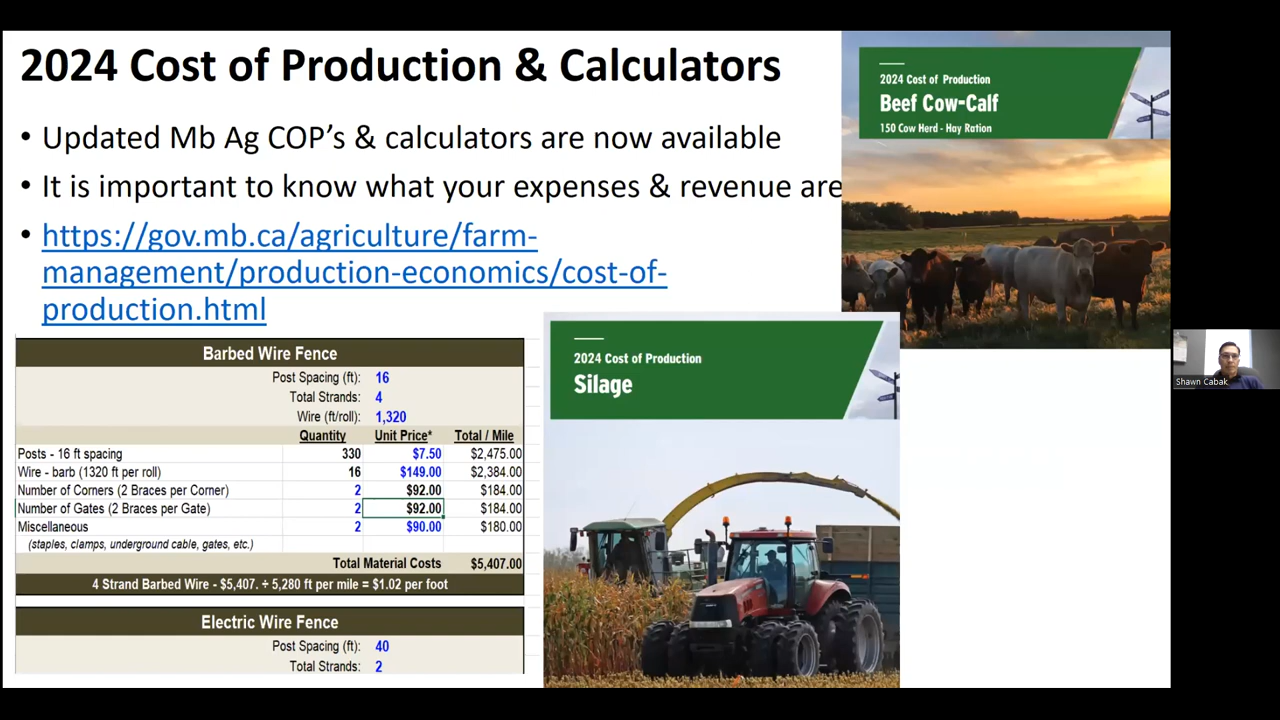 2024 Cost of Production & Calculators
• Updated Mb Ag COP's & calculators are now available
• It is important to know what your expenses & revenue are
• https://gov.mb.ca/agriculture/farm-
management/production-economics/cost-of-
production.html
2024 Cost of Production
Beef Cow-Calf
150 Cow Herd - Hay Ration
Barbed Wire Fence
Post Spacing (ft): 16
Total Strands: 4
Wire (ft/roll): 1,320
Quantity Unit Price* Total / Mile
Posts - 16 ft spacing 330 $7.50 $2,475.00
Wire - barb (1320 ft per roll) 16 $149.00 $2,384.00
Number of Corners (2 Braces per Corner) 2 $92.00 $184.00
Number of Gates (2 Braces per Gate) 2 $92.00 $184.00
Miscellaneous 2 $90.00 $180.00
(staples, clamps, underground cable, gates, etc.)
Total Material Costs $5,407.00
4 Strand Barbed Wire - $5,407. ÷ 5,280 ft per mile = $1.02 per foot
Electric Wire Fence
Post Spacing (ft): 40
Total Strands: 2
2024 Cost of Production
Silage
Shawn Cabak